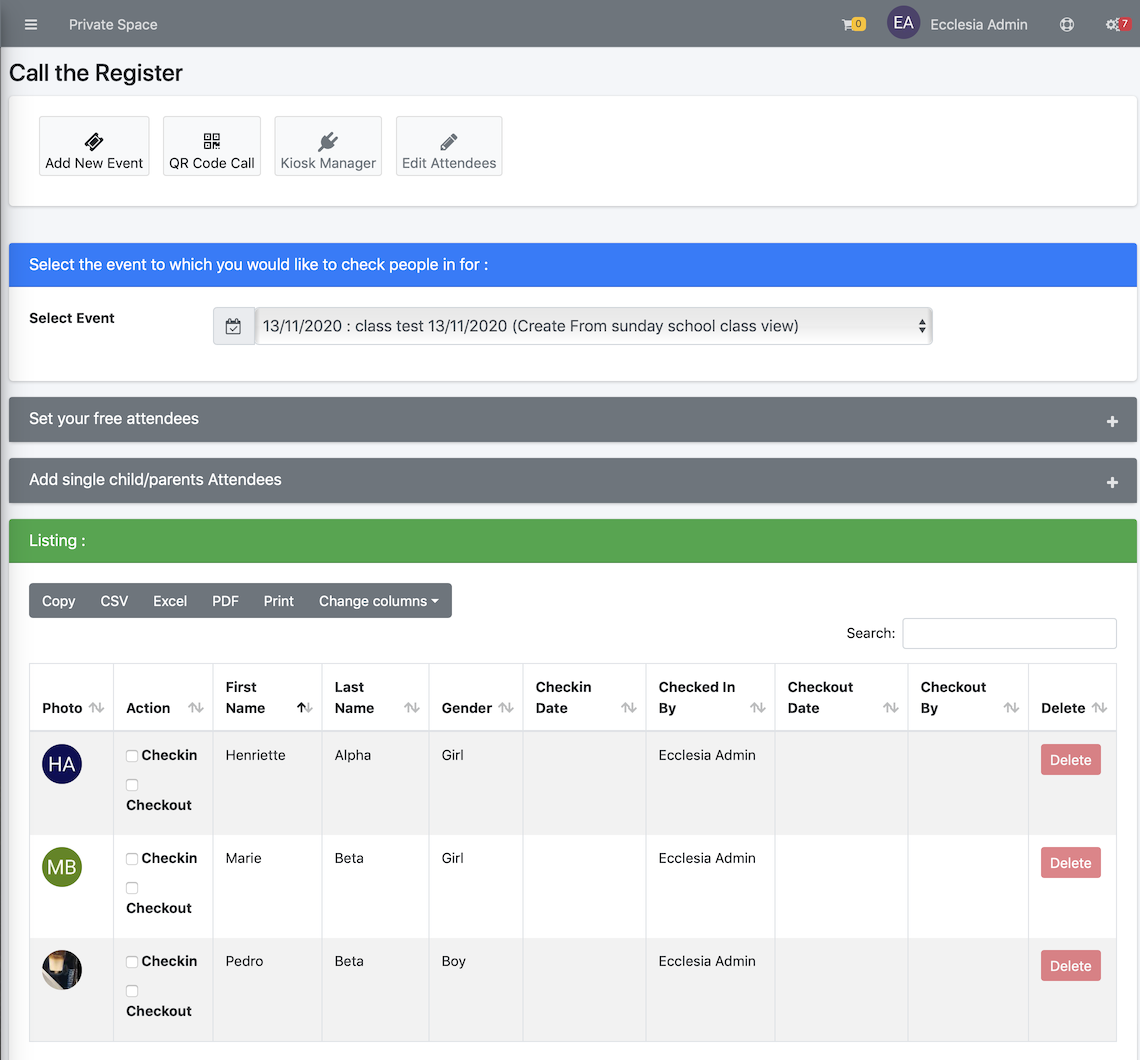 Private Space
0
EA
Ecclesia Admin
7
Call the Register
Add New Event
QR Code Call
Kiosk Manager
Edit Attendees
Select the event to which you would like to check people in for :
Select Event
13/11/2020 : class test 13/11/2020 (Create From sunday school class view)
Set your free attendees
Add single child/parents Attendees
Listing :
Copy CSV Excel PDF Print Change columns
Search:
Photo Action First Name Last Name Gender Checkin Date Checked In By Checkout Date Checkout By Delete
HA Checkin Henriette Alpha Girl Ecclesia Admin Delete
Checkout
MB Checkin Marie Beta Girl Ecclesia Admin Delete
Checkout
Checkin Pedro Beta Boy Ecclesia Admin Delete
Checkout